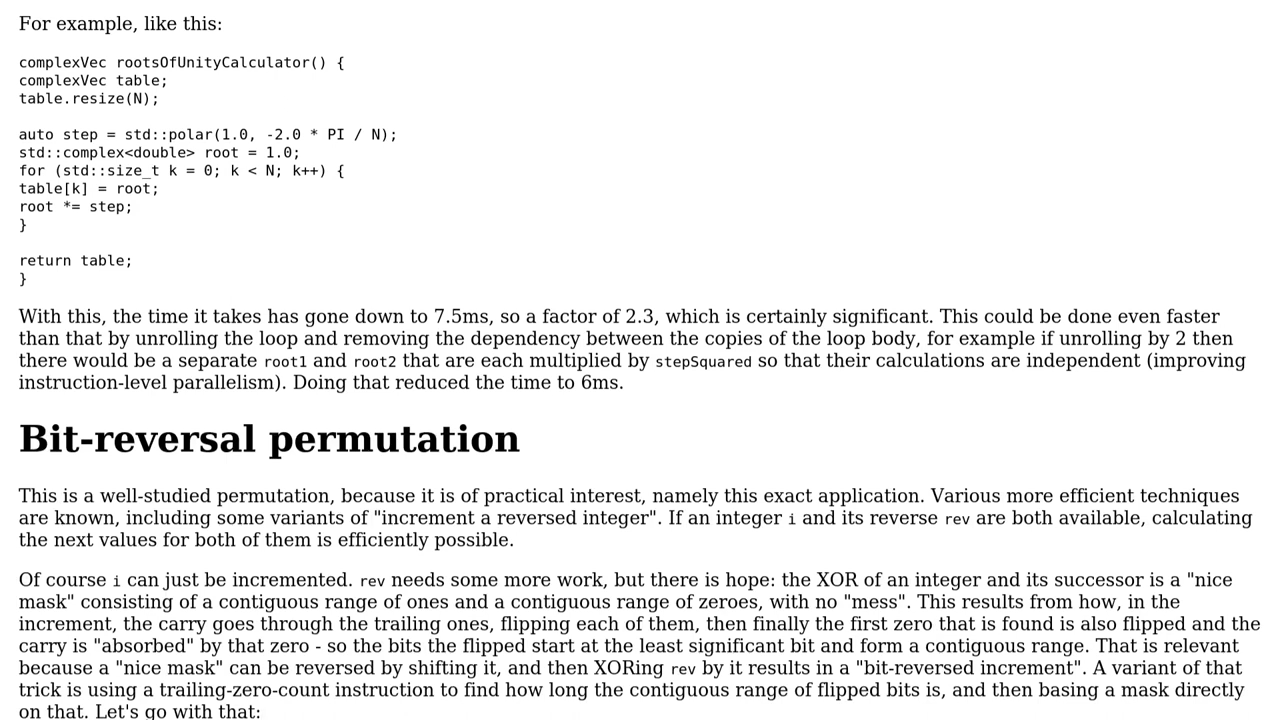 For example, like this:
complexVec rootsOfUnityCalculator() {
complexVec table;
table.resize(N);
auto step = std::polar(1.0, -2.0 * PI / N);
std::complex<double> root = 1.0;
for (std::size_t k = 0; k < N; k++) {
table[k] = root;
root *= step;
}
return table;
}
With this, the time it takes has gone down to 7.5ms, so a factor of 2.3, which is certainly significant. This could be done even faster
than that by unrolling the loop and removing the dependency between the copies of the loop body, for example if unrolling by 2 then
there would be a separate root1 and root2 that are each multiplied by stepSquared so that their calculations are independent (improving
instruction-level parallelism). Doing that reduced the time to 6ms.
Bit-reversal permutation
This is a well-studied permutation, because it is of practical interest, namely this exact application. Various more efficient techniques
are known, including some variants of "increment a reversed integer". If an integer i and its reverse rev are both available, calculating
the next values for both of them is efficiently possible.
Of course i can just be incremented. rev needs some more work, but there is hope: the XOR of an integer and its successor is a "nice
mask" consisting of a contiguous range of ones and a contiguous range of zeroes, with no "mess". This results from how, in the
increment, the carry goes through the trailing ones, flipping each of them, then finally the first zero that is found is also flipped and the
carry is "absorbed" by that zero - so the bits the flipped start at the least significant bit and form a contiguous range. That is relevant
because a "nice mask" can be reversed by shifting it, and then XORing rev by it results in a "bit-reversed increment". A variant of that
trick is using a trailing-zero-count instruction to find how long the contiguous range of flipped bits is, and then basing a mask directly
on that. Let's go with that: